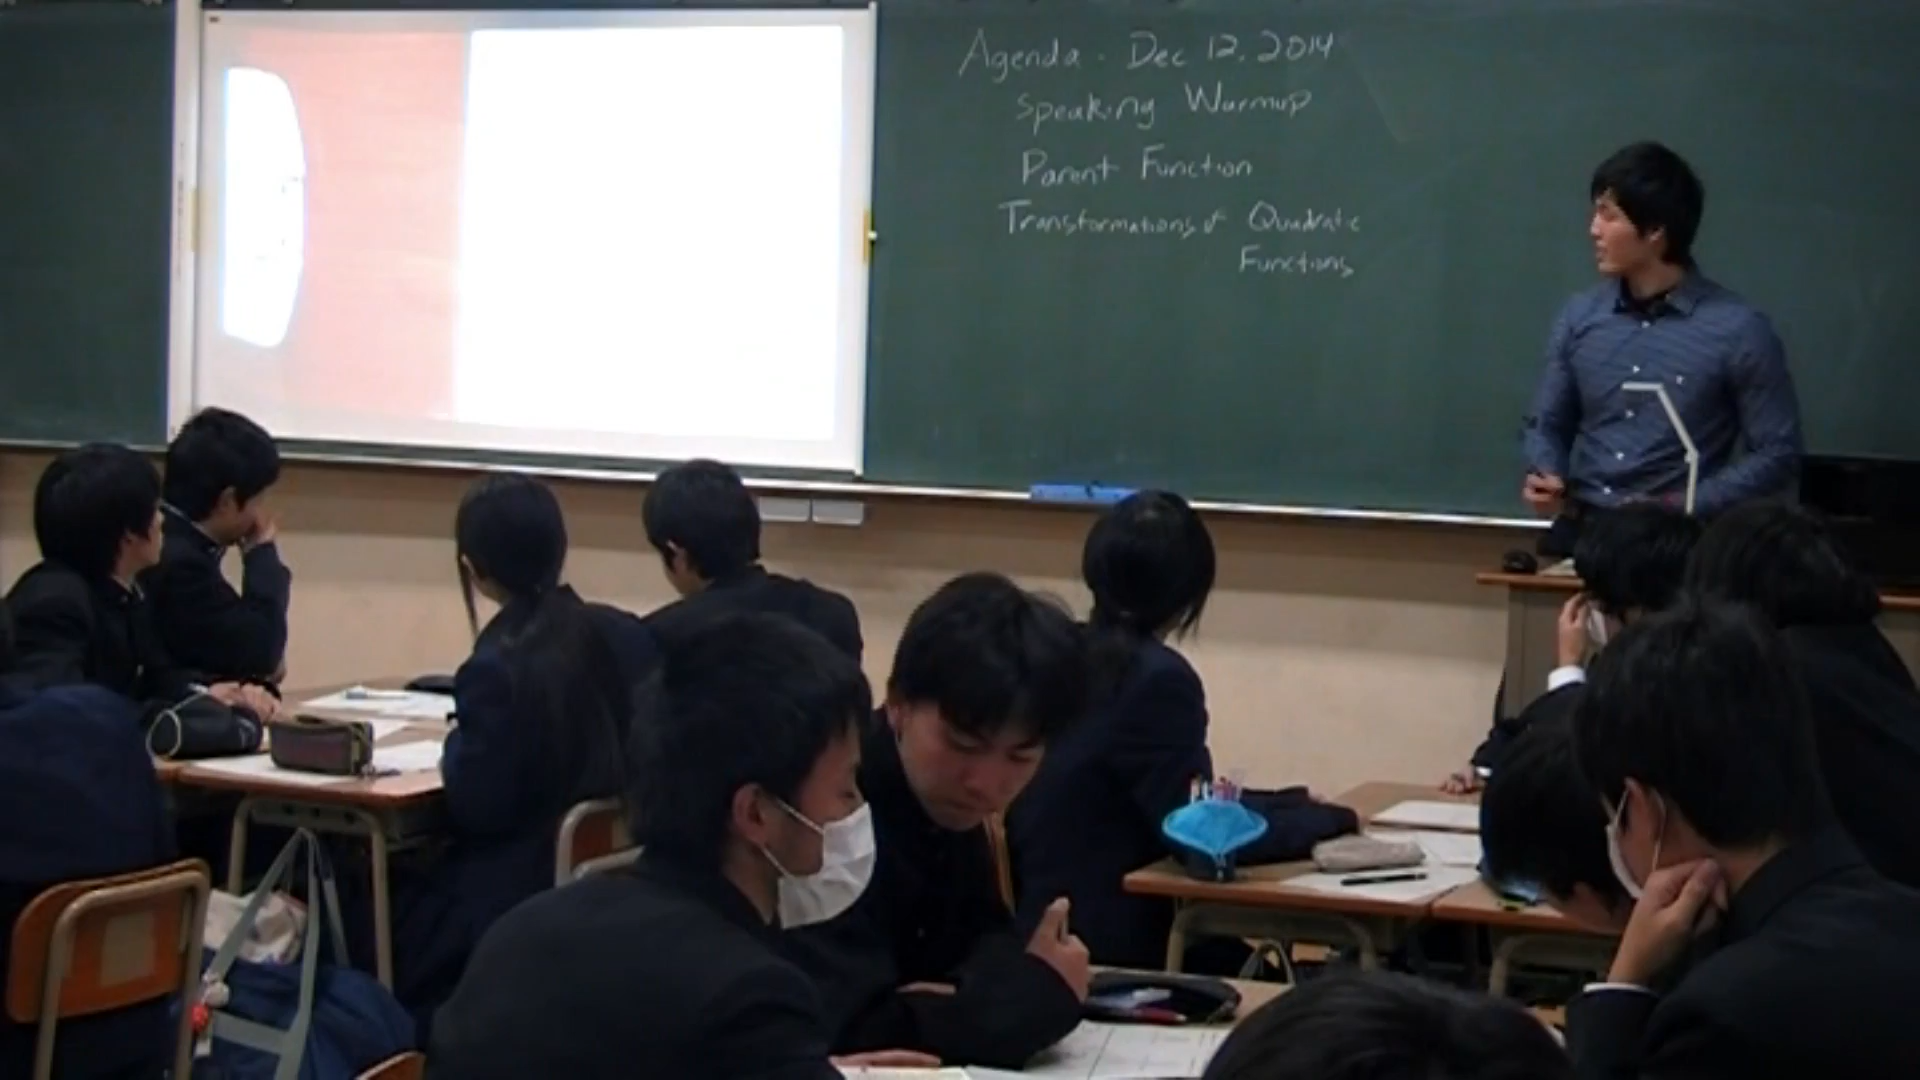 Agenda - Dec 12, 2014
Speaking Warmup
Parent Function
Transformations of Quadratic
Functions